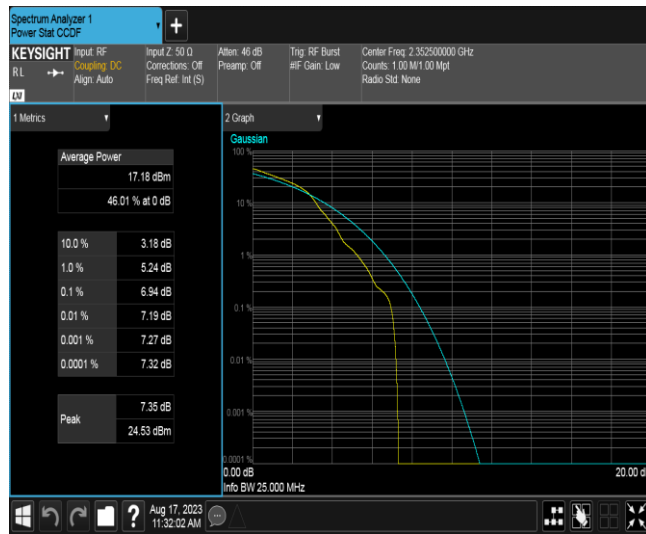 Spectrum Analyzer 1
Power Stat CCDF
+
KEYSIGHT
RL
LXI
Input: RF
Coupling: DC
Align: Auto
Input Z: 50 Ω
Corrections: Off
Freq Ref: Int (S)
Atten: 46 dB
Preamp: Off
Trig: RF Burst
#IF Gain: Low
Center Freq: 2.352500000 GHz
Counts: 1.00 M/1.00 Mpt
Radio Std: None
1 Metrics
Average Power
17.18 dBm
46.01 % at 0 dB
10.0 % 3.18 dB
1.0 % 5.24 dB
0.1 % 6.94 dB
0.01 % 7.19 dB
0.001 % 7.27 dB
0.0001 % 7.32 dB
Peak
7.35 dB
24.53 dBm
2 Graph
Gaussian
100 %
10 %
1 %
0.1 %
0.01 %
0.001 %
0.0001 %
0.00 dB 20.00 d
Info BW 25.000 MHz
?
Aug 17, 2023
11:32:02 AM